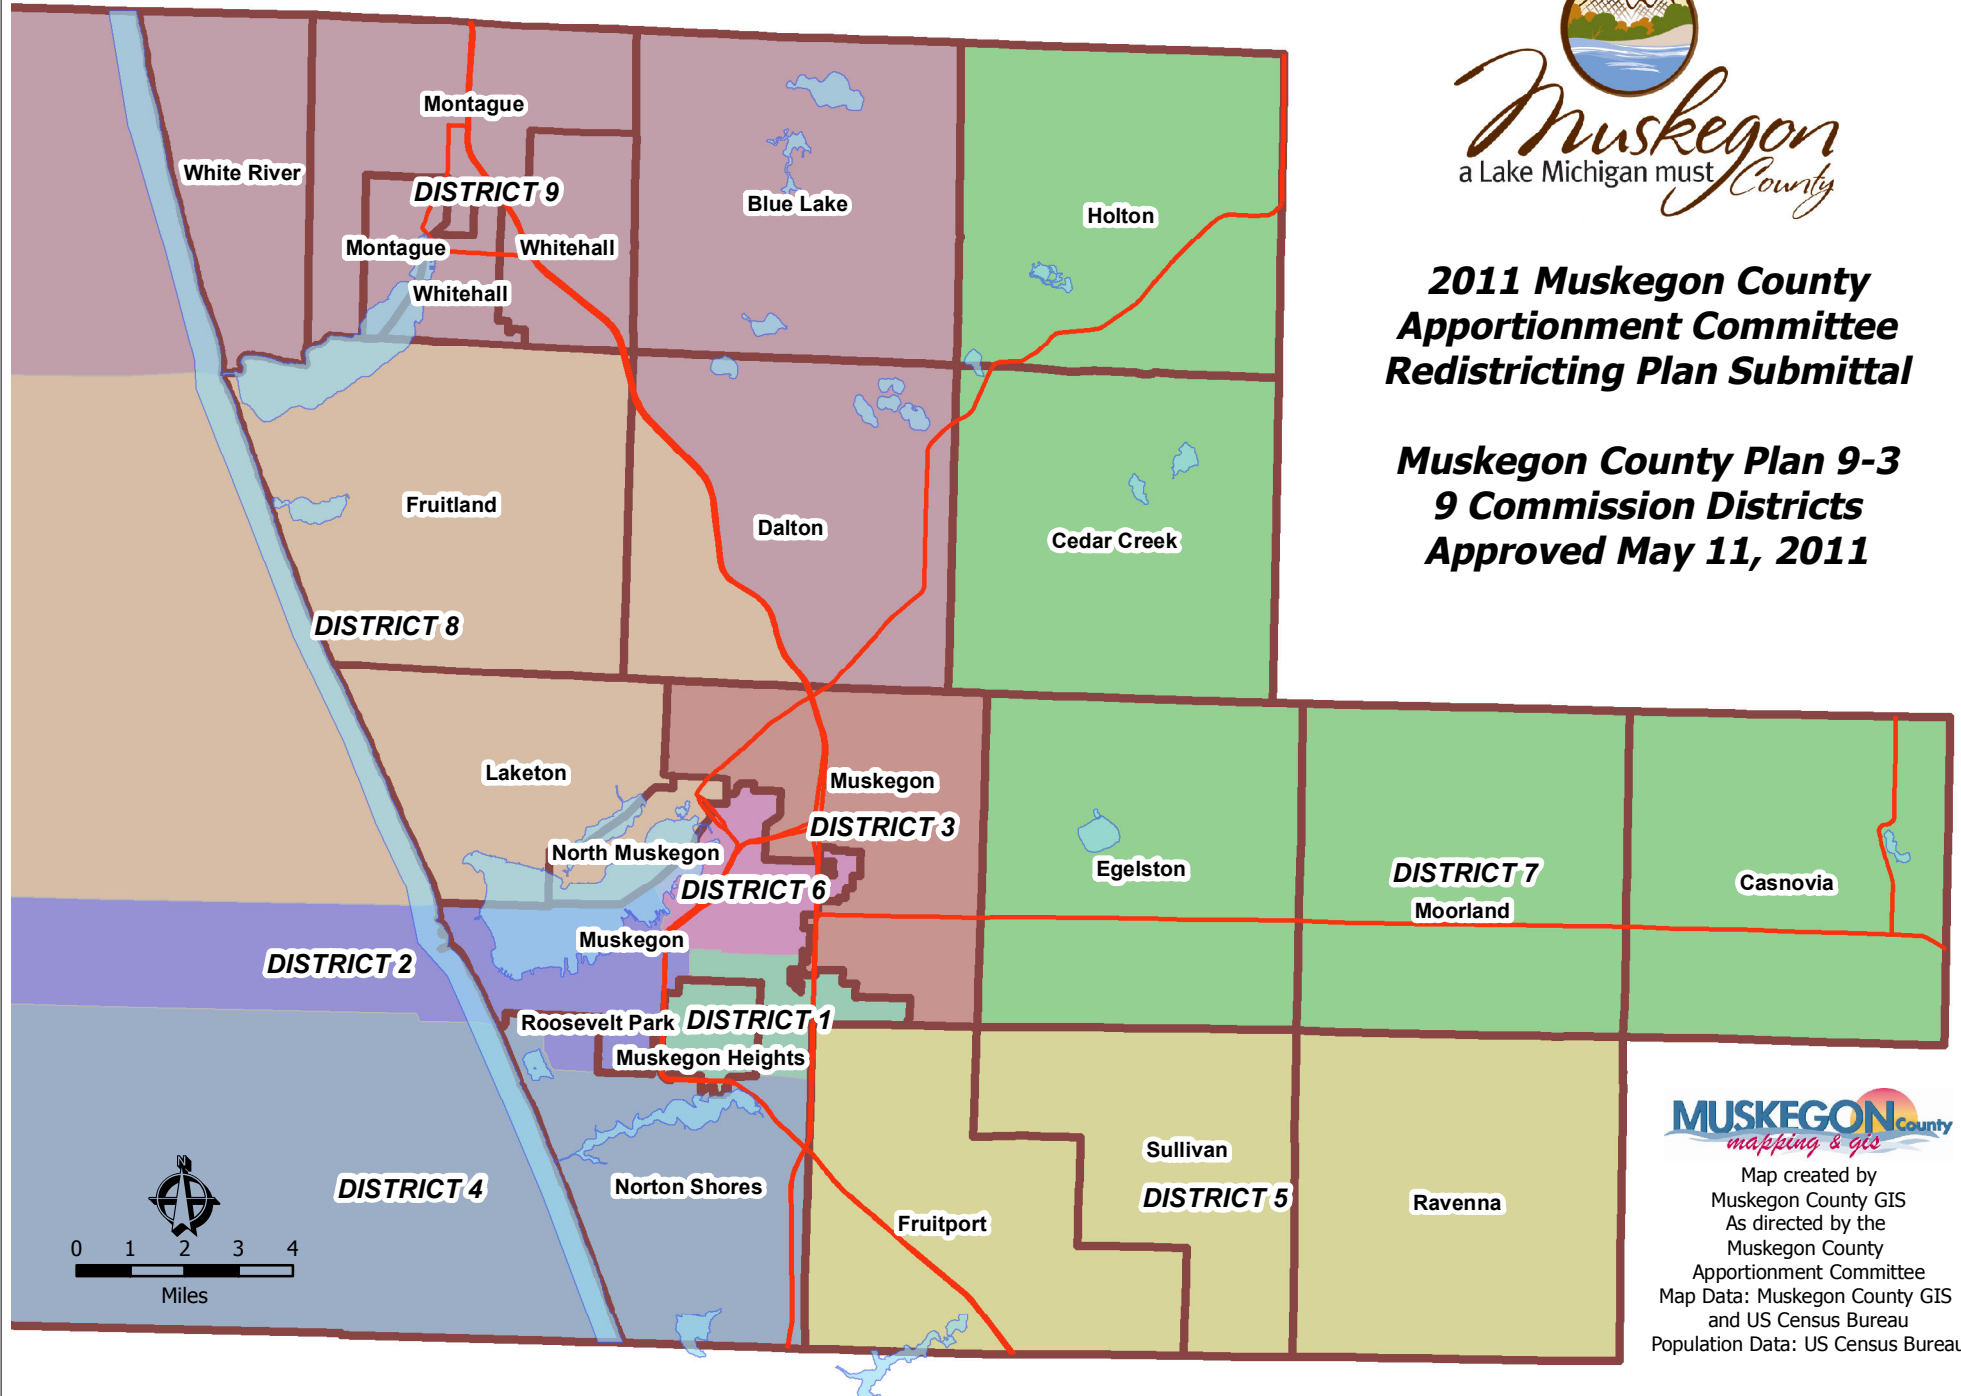 Muskegon
a Lake Michigan must
County
2011 Muskegon County
Apportionment Committee
Redistricting Plan Submittal
Muskegon County Plan 9-3
9 Commission Districts
Approved May 11, 2011
Montague
White River
DISTRICT 9
Blue Lake
Holton
Montague
Whitehall
Whitehall
Fruitland
Dalton
Cedar Creek
DISTRICT 8
Laketon
Muskegon
DISTRICT 3
North Muskegon
Egelston
DISTRICT 7
Casnovia
DISTRICT 6
Moorland
Muskegon
DISTRICT 2
Roosevelt Park
DISTRICT 1
Muskegon Heights
Sullivan
DISTRICT 4
Norton Shores
DISTRICT 5
Ravenna
Fruitport
N
0 1 2 3 4
Miles
MUSKEGON County
mapping & gis
Map created by
Muskegon County GIS
As directed by the
Muskegon County
Apportionment Committee
Map Data: Muskegon County GIS
and US Census Bureau
Population Data: US Census Bureau